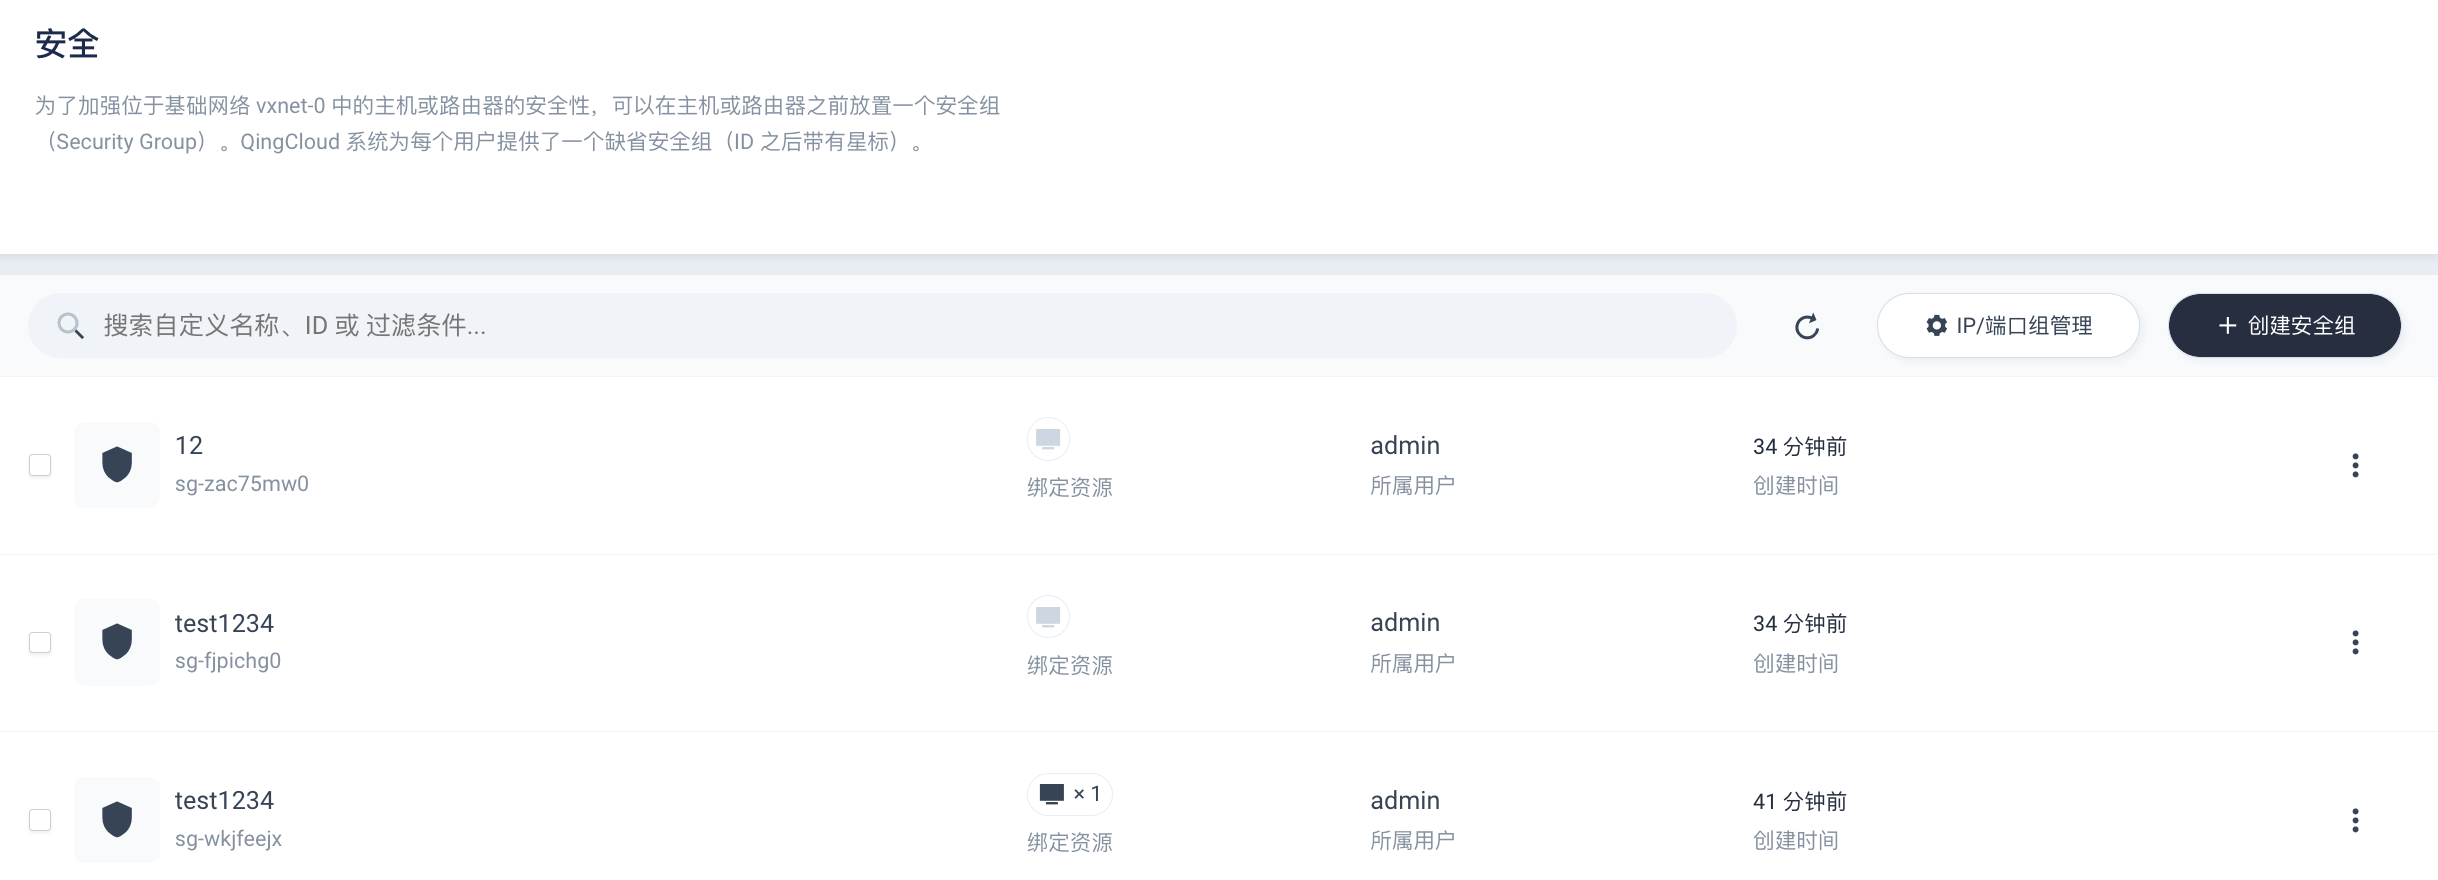 安全
为了加强位于基础网络 vxnet-0 中的主机或路由器的安全性，可以在主机或路由器之前放置一个安全组
（Security Group）。QingCloud 系统为每个用户提供了一个缺省安全组（ID 之后带有星标）。
搜索自定义名称、ID 或 过滤条件...
IP/端口组管理
+ 创建安全组
12
sg-zac75mw0
绑定资源
admin
所属用户
34 分钟前
创建时间
test1234
sg-fjpichg0
绑定资源
admin
所属用户
34 分钟前
创建时间
test1234
sg-wkjfeejx
× 1
绑定资源
admin
所属用户
41 分钟前
创建时间